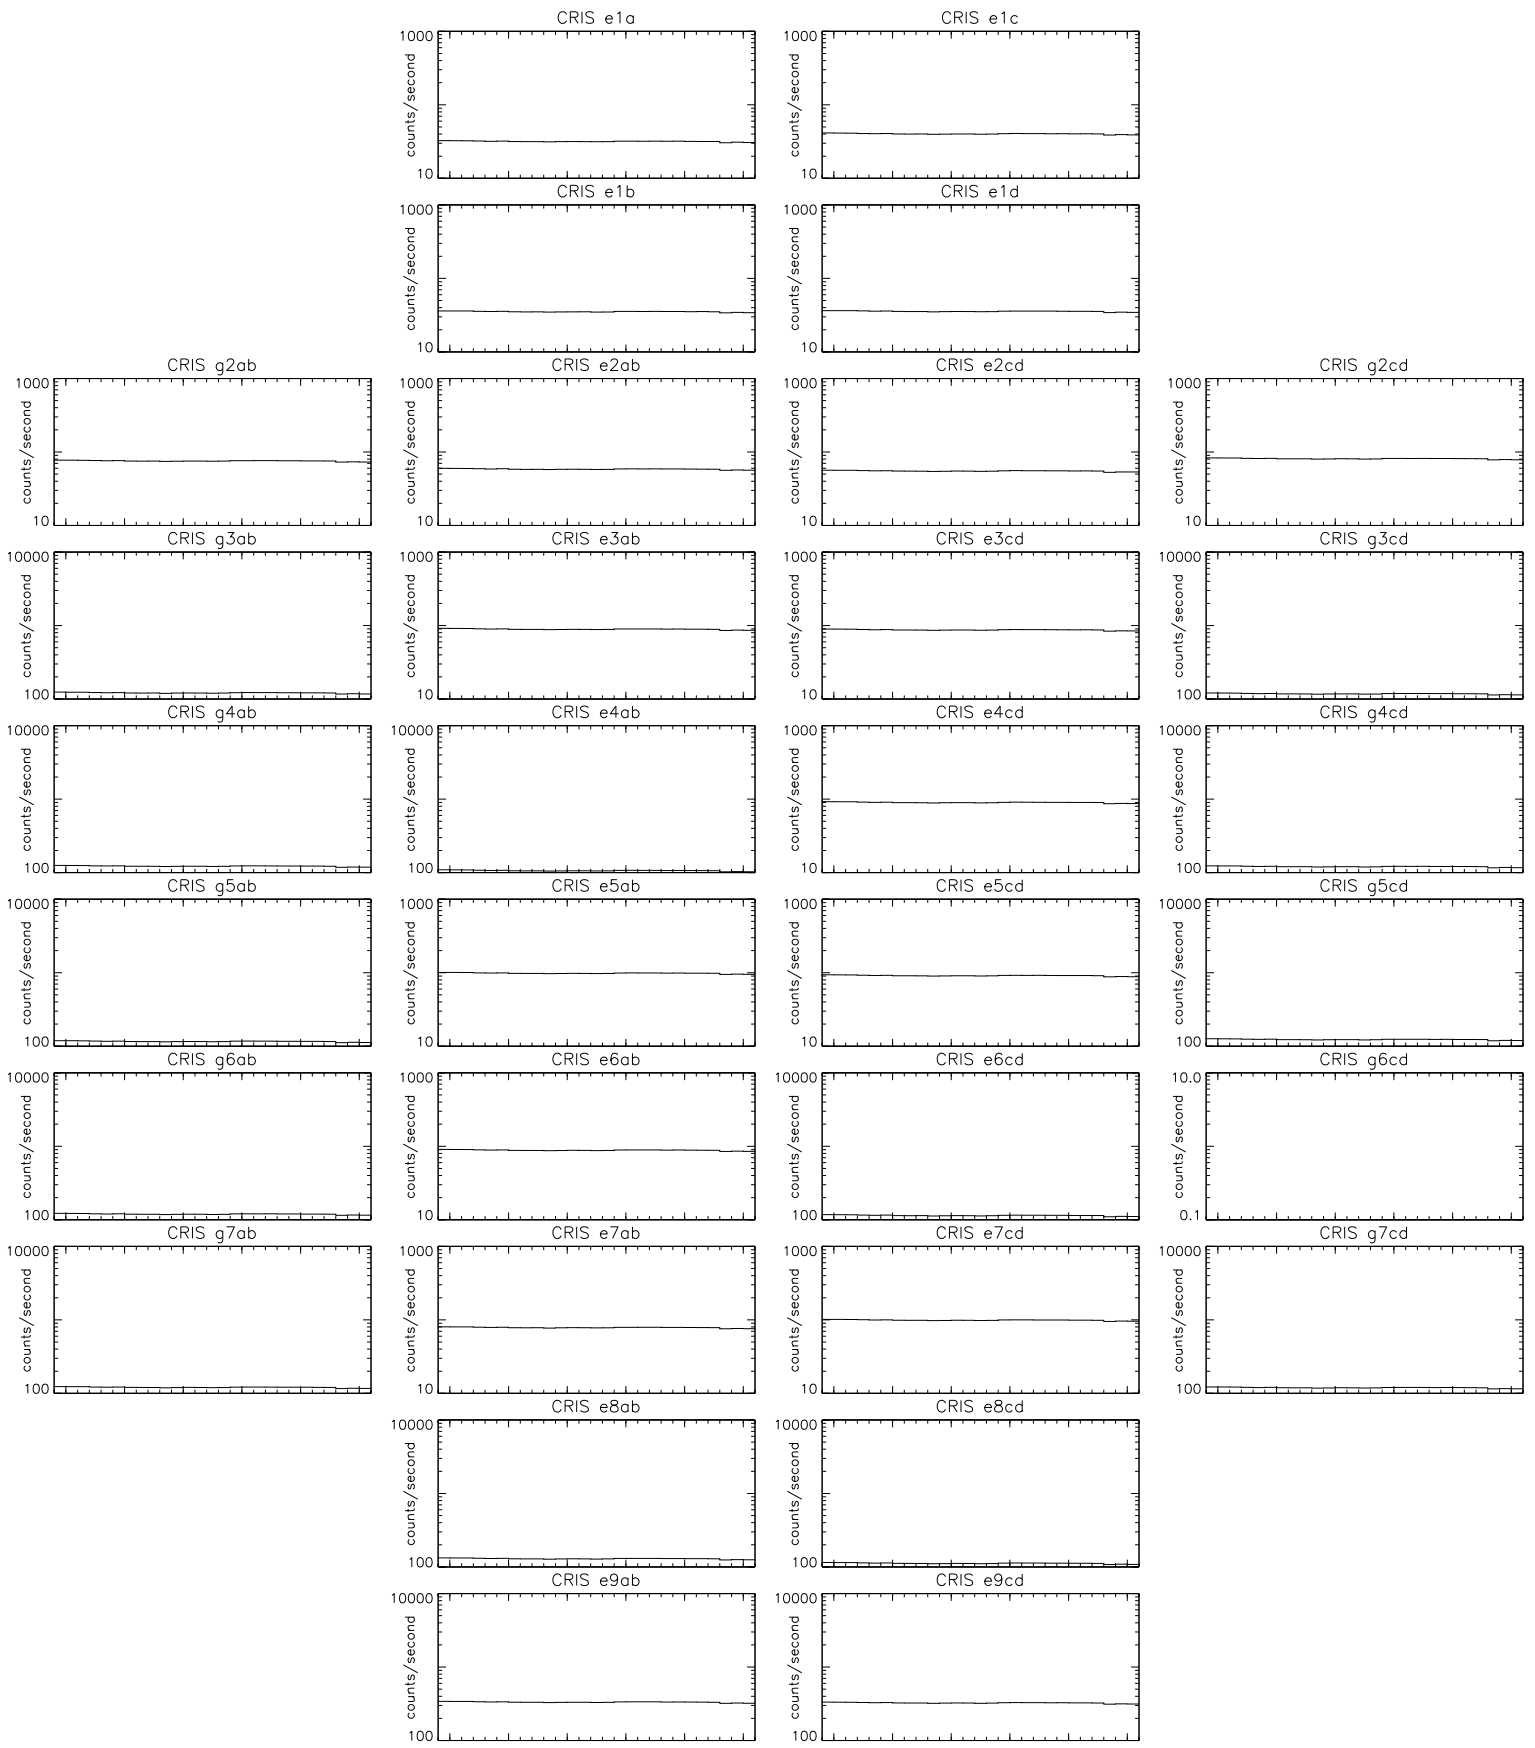 CRIS e1a
CRIS e1c
1000
counts/second
10
1000
counts/second
10
CRIS e1b
CRIS e1d
1000
counts/second
10
1000
counts/second
10
CRIS g2ab
CRIS e2ab
CRIS e2cd
CRIS g2cd
1000
counts/second
10
1000
counts/second
10
1000
counts/second
10
1000
counts/second
10
CRIS g3ab
CRIS e3ab
CRIS e3cd
CRIS g3cd
10000
counts/second
100
1000
counts/second
10
1000
counts/second
10
10000
counts/second
100
CRIS g4ab
CRIS e4ab
CRIS e4cd
CRIS g4cd
10000
counts/second
100
10000
counts/second
100
1000
counts/second
10
10000
counts/second
100
CRIS g5ab
CRIS e5ab
CRIS e5cd
CRIS g5cd
10000
counts/second
100
1000
counts/second
10
1000
counts/second
10
10000
counts/second
100
CRIS g6ab
CRIS e6ab
CRIS e6cd
CRIS g6cd
10000
counts/second
100
1000
counts/second
10
10000
counts/second
100
10.0
counts/second
0.1
CRIS g7ab
CRIS e7ab
CRIS e7cd
CRIS g7cd
10000
counts/second
100
1000
counts/second
10
1000
counts/second
10
10000
counts/second
100
CRIS e8ab
CRIS e8cd
10000
counts/second
100
10000
counts/second
100
CRIS e9ab
CRIS e9cd
10000
counts/second
100
10000
counts/second
100